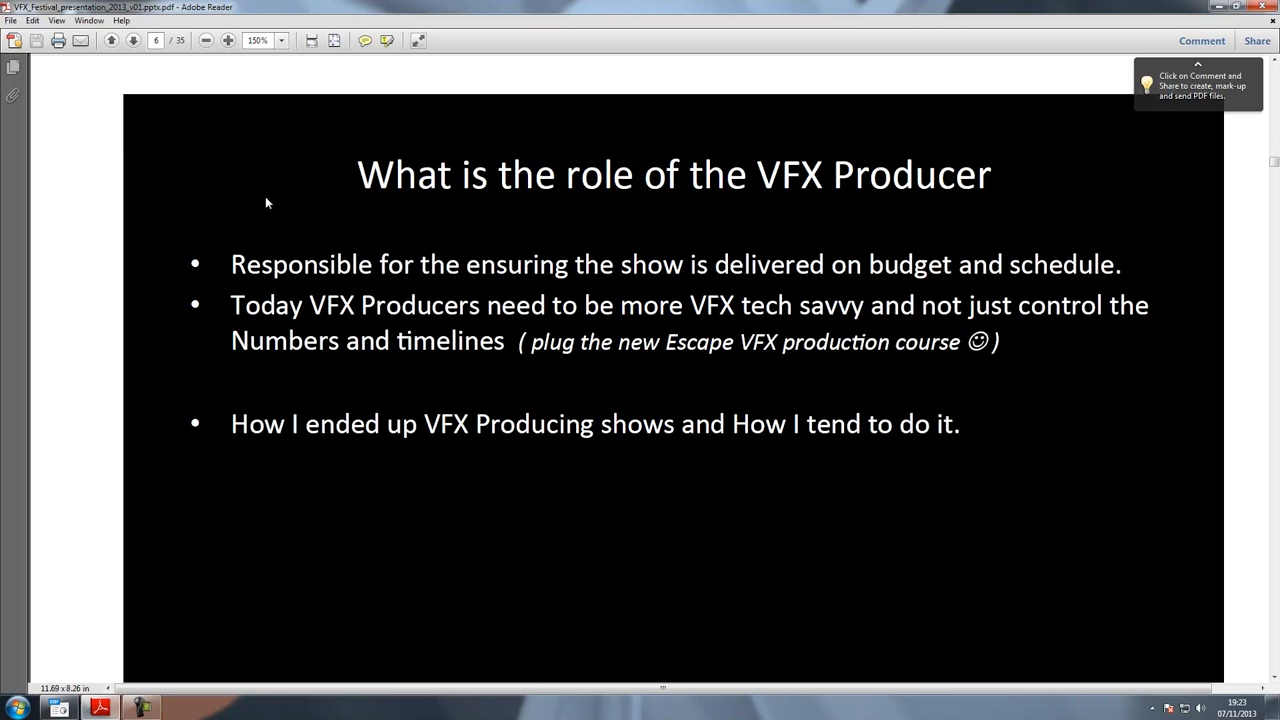 VFX_Festival_presentation_2013_v01.pptx.pdf - Adobe Reader
File Edit View Window Help
6 / 35 150% Comment Share
Click on Comment and
Share to create, mark-up
and send PDF files.
What is the role of the VFX Producer
• Responsible for the ensuring the show is delivered on budget and schedule.
• Today VFX Producers need to be more VFX tech savvy and not just control the
Numbers and timelines ( plug the new Escape VFX production course ☺ )
• How I ended up VFX Producing shows and How I tend to do it.
11.69 x 8.26 in
19:23
07/11/2013